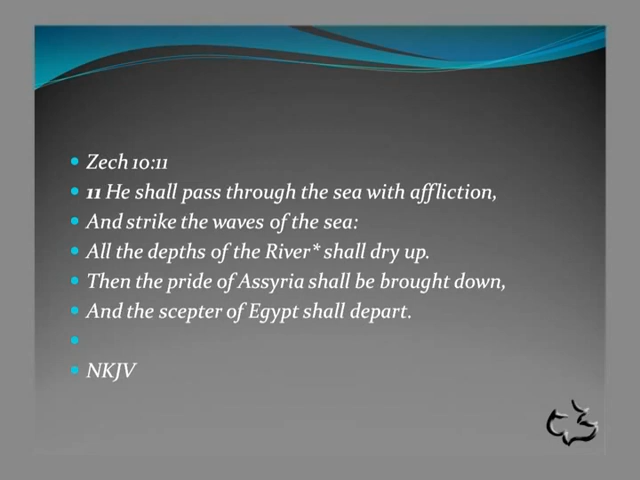 Zech 10:11
11 He shall pass through the sea with affliction,
And strike the waves of the sea:
All the depths of the River* shall dry up.
Then the pride of Assyria shall be brought down,
And the scepter of Egypt shall depart.
NKJV